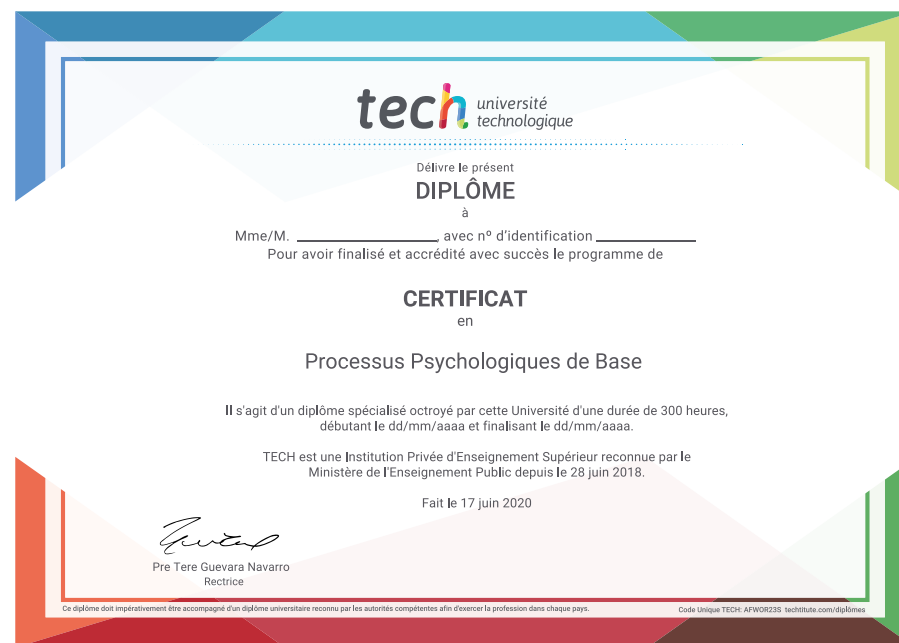 tech université
technologique
Délivre le présent
DIPLÔME
à
Mme/M. ________________, avec nº d'identification ____________
Pour avoir finalisé et accrédité avec succès le programme de
CERTIFICAT
en
Processus Psychologiques de Base
Il s'agit d'un diplôme spécialisé octroyé par cette Université d'une durée de 300 heures,
débutant le dd/mm/aaaa et finalisant le dd/mm/aaaa.
TECH est une Institution Privée d'Enseignement Supérieur reconnue par le
Ministère de l'Enseignement Public depuis le 28 juin 2018.
Fait le 17 juin 2020
Pre Tere Guevara Navarro
Rectrice
Ce diplôme doit impérativement être accompagné d'un diplôme universitaire reconnu par les autorités compétentes afin d'exercer la profession dans chaque pays.
Code Unique TECH: AFWOR23S techtitute.com/diplômes